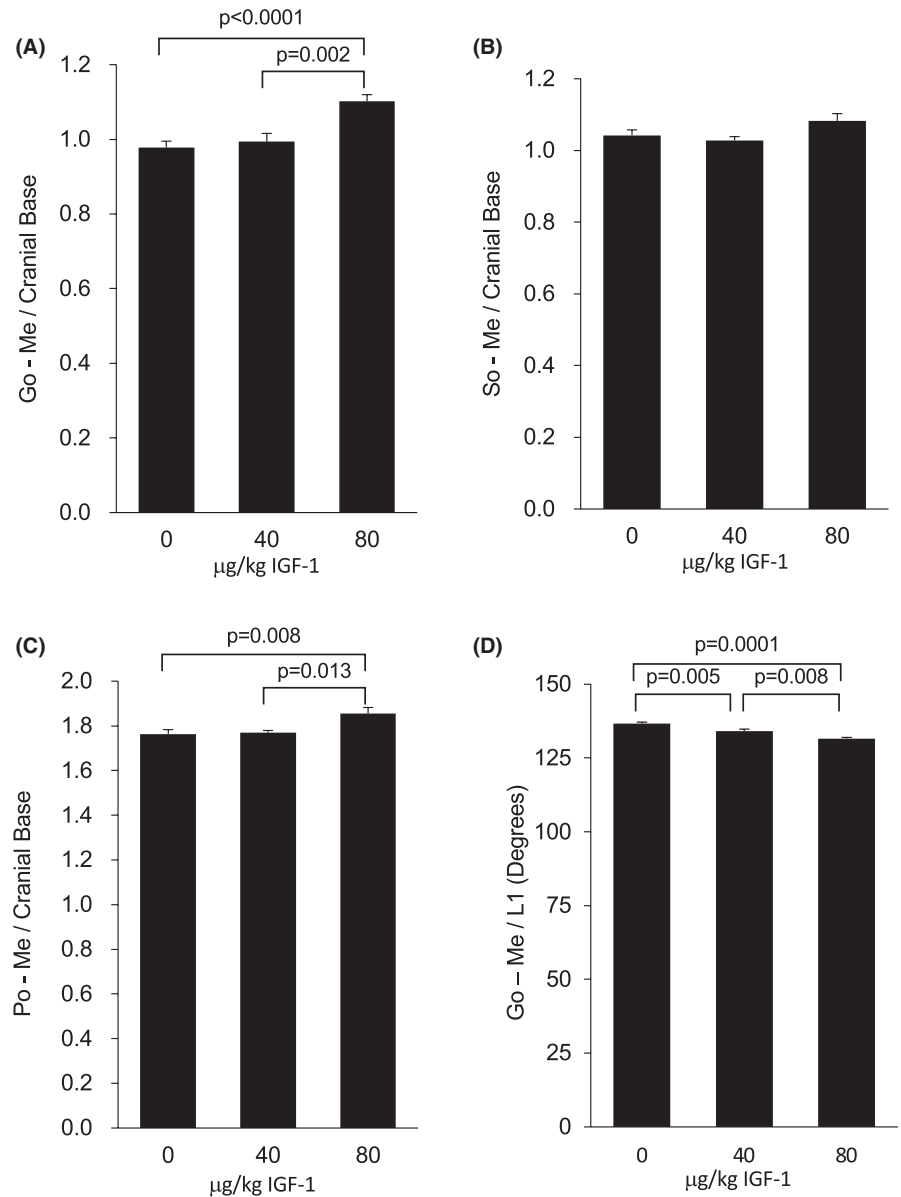 (A)
p<0.0001
p=0.002
Go - Me / Cranial Base
1.2
1.0
0.8
0.6
0.4
0.2
0.0
0 40 80
µg/kg IGF-1
(B)
So - Me / Cranial Base
1.2
1.0
0.8
0.6
0.4
0.2
0.0
0 40 80
µg/kg IGF-1
(C)
p=0.008
p=0.013
Po - Me / Cranial Base
2.0
1.8
1.6
1.4
1.2
1.0
0.8
0.6
0.4
0.2
0.0
0 40 80
µg/kg IGF-1
(D)
p=0.0001
p=0.005 p=0.008
Go – Me / L1 (Degrees)
150
125
100
75
50
25
0
0 40 80
µg/kg IGF-1